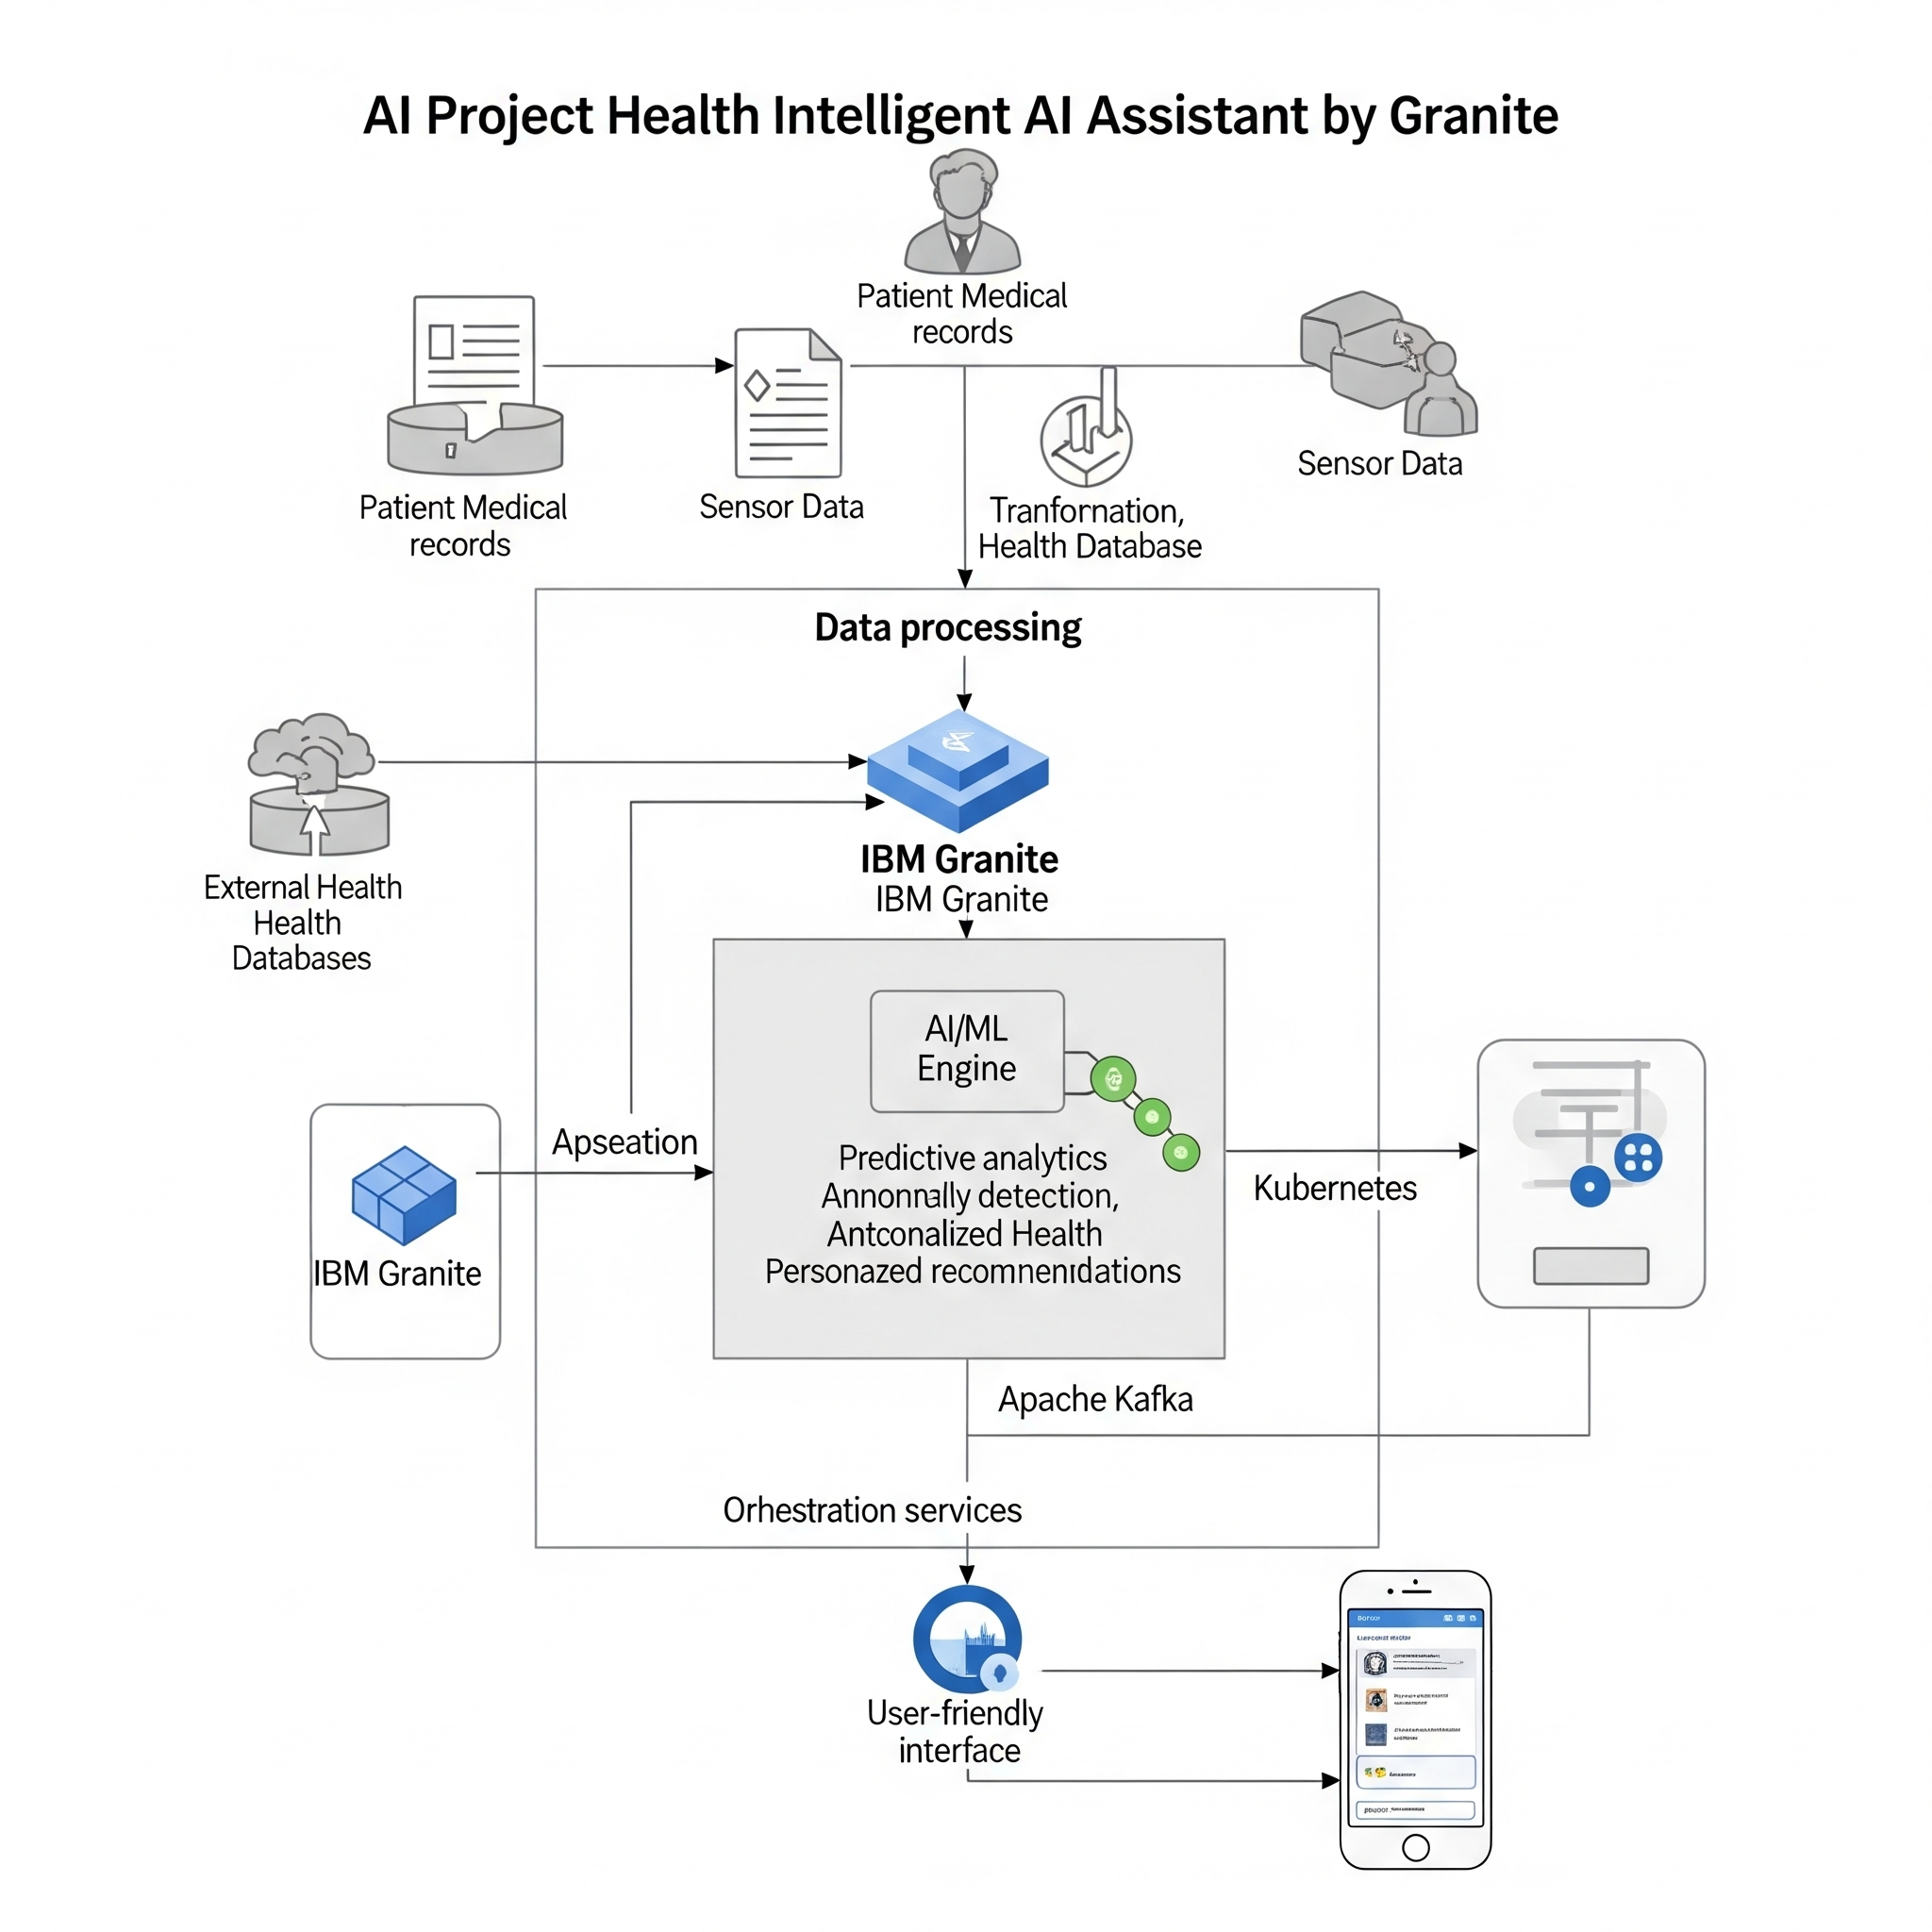 AI Project Health Intelligent AI Assistant by Granite
Patient Medical
records
Patient Medical
records
Sensor Data
Tranfornation,
Health Database
Sensor Data
Data processing
IBM Granite
IBM Granite
External Health
Health
Databases
AI/ML
Engine
Apseation
IBM Granite
Predictive analytics
Annonnally detection,
Antconalized Health
Personazed recomnendations
Kubernetes
Apache Kafka
Orhestration services
User-friendly
interface